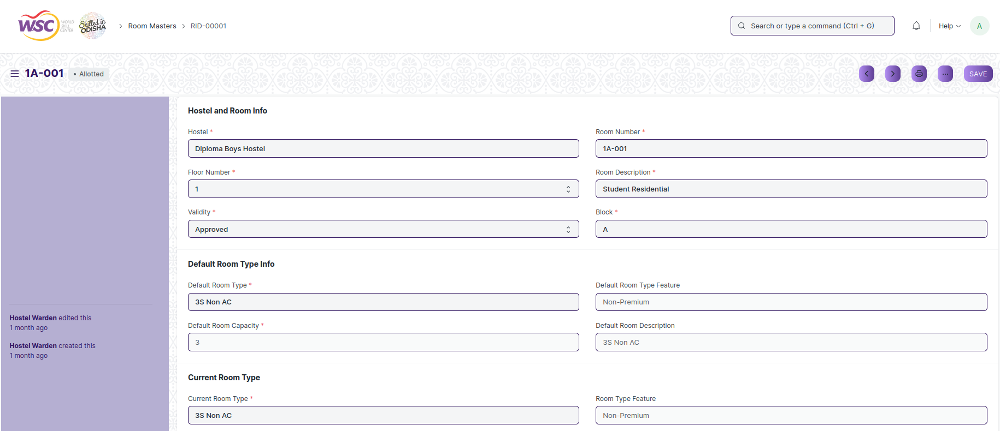 WSC WORLD SKILL CENTER
Skilled in ODISHA
Room Masters RID-00001
Search or type a command (Ctrl + G)
Help
A
1A-001
Allotted
SAVE
Hostel Warden edited this
1 month ago
Hostel Warden created this
1 month ago
Hostel and Room Info
Hostel *
Diploma Boys Hostel
Room Number *
1A-001
Floor Number *
1
Room Description *
Student Residential
Validity *
Approved
Block *
A
Default Room Type Info
Default Room Type *
3S Non AC
Default Room Type Feature
Non-Premium
Default Room Capacity *
3
Default Room Description
3S Non AC
Current Room Type
Current Room Type *
3S Non AC
Room Type Feature
Non-Premium